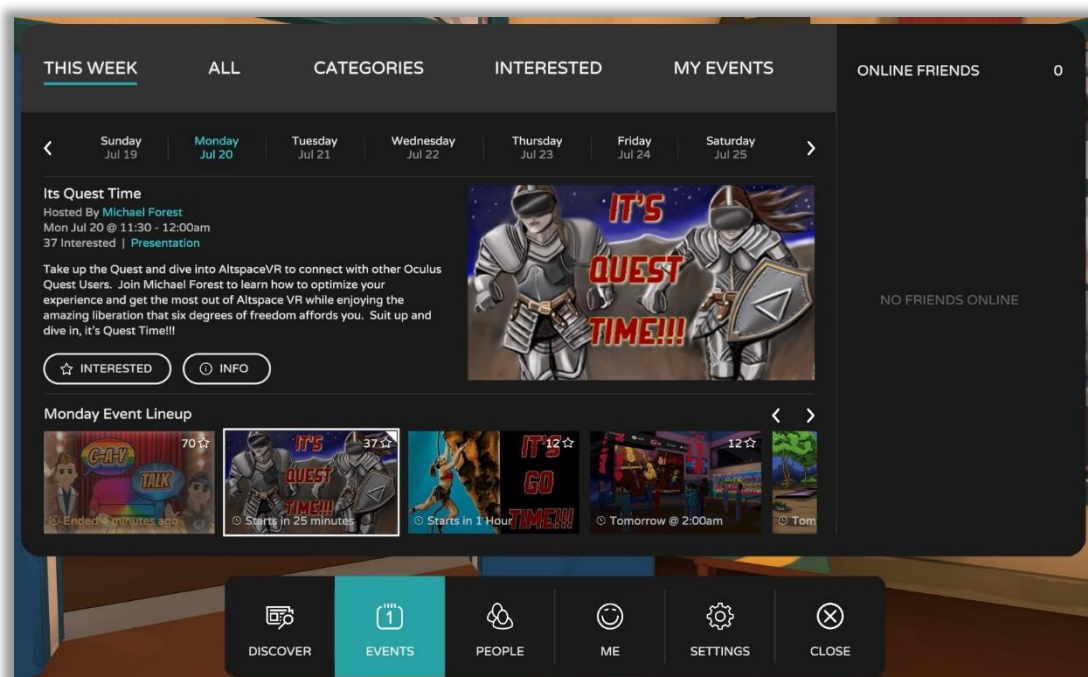 THIS WEEK ALL CATEGORIES INTERESTED MY EVENTS
ONLINE FRIENDS 0
Sunday Monday Tuesday Wednesday Thursday Friday Saturday
Jul 19 Jul 20 Jul 21 Jul 22 Jul 23 Jul 24 Jul 25
Its Quest Time
Hosted By Michael Forest
Mon Jul 20 @ 11:30 - 12:00am
37 Interested | Presentation
Take up the Quest and dive into AltspaceVR to connect with other Oculus
Quest Users. Join Michael Forest to learn how to optimize your
experience and get the most out of Altspace VR while enjoying the
amazing liberation that six degrees of freedom affords you. Suit up and
dive in, it's Quest Time!!!
INTERESTED INFO
IT'S
QUEST
TIME!!!
NO FRIENDS ONLINE
Monday Event Lineup
70
G-A-Y
TALK
Ended 4 minutes ago
37
IT'S
QUEST
TIME!!!
Starts in 25 minutes
12
IT'S
GO
TIME!!!
Starts in 1 Hour
12
Tomorrow @ 2:00am
Tom
DISCOVER EVENTS PEOPLE ME SETTINGS CLOSE
1